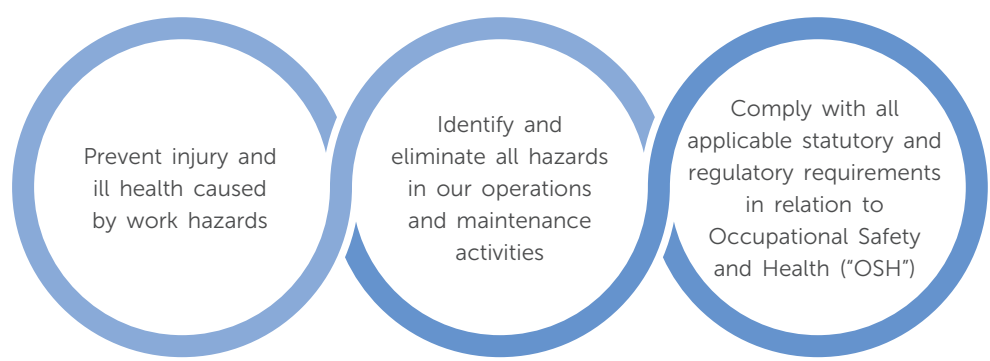 Prevent injury and
ill health caused
by work hazards
Identify and
eliminate all hazards
in our operations
and maintenance
activities
Comply with all
applicable statutory and
regulatory requirements
in relation to
Occupational Safety
and Health (“OSH”)